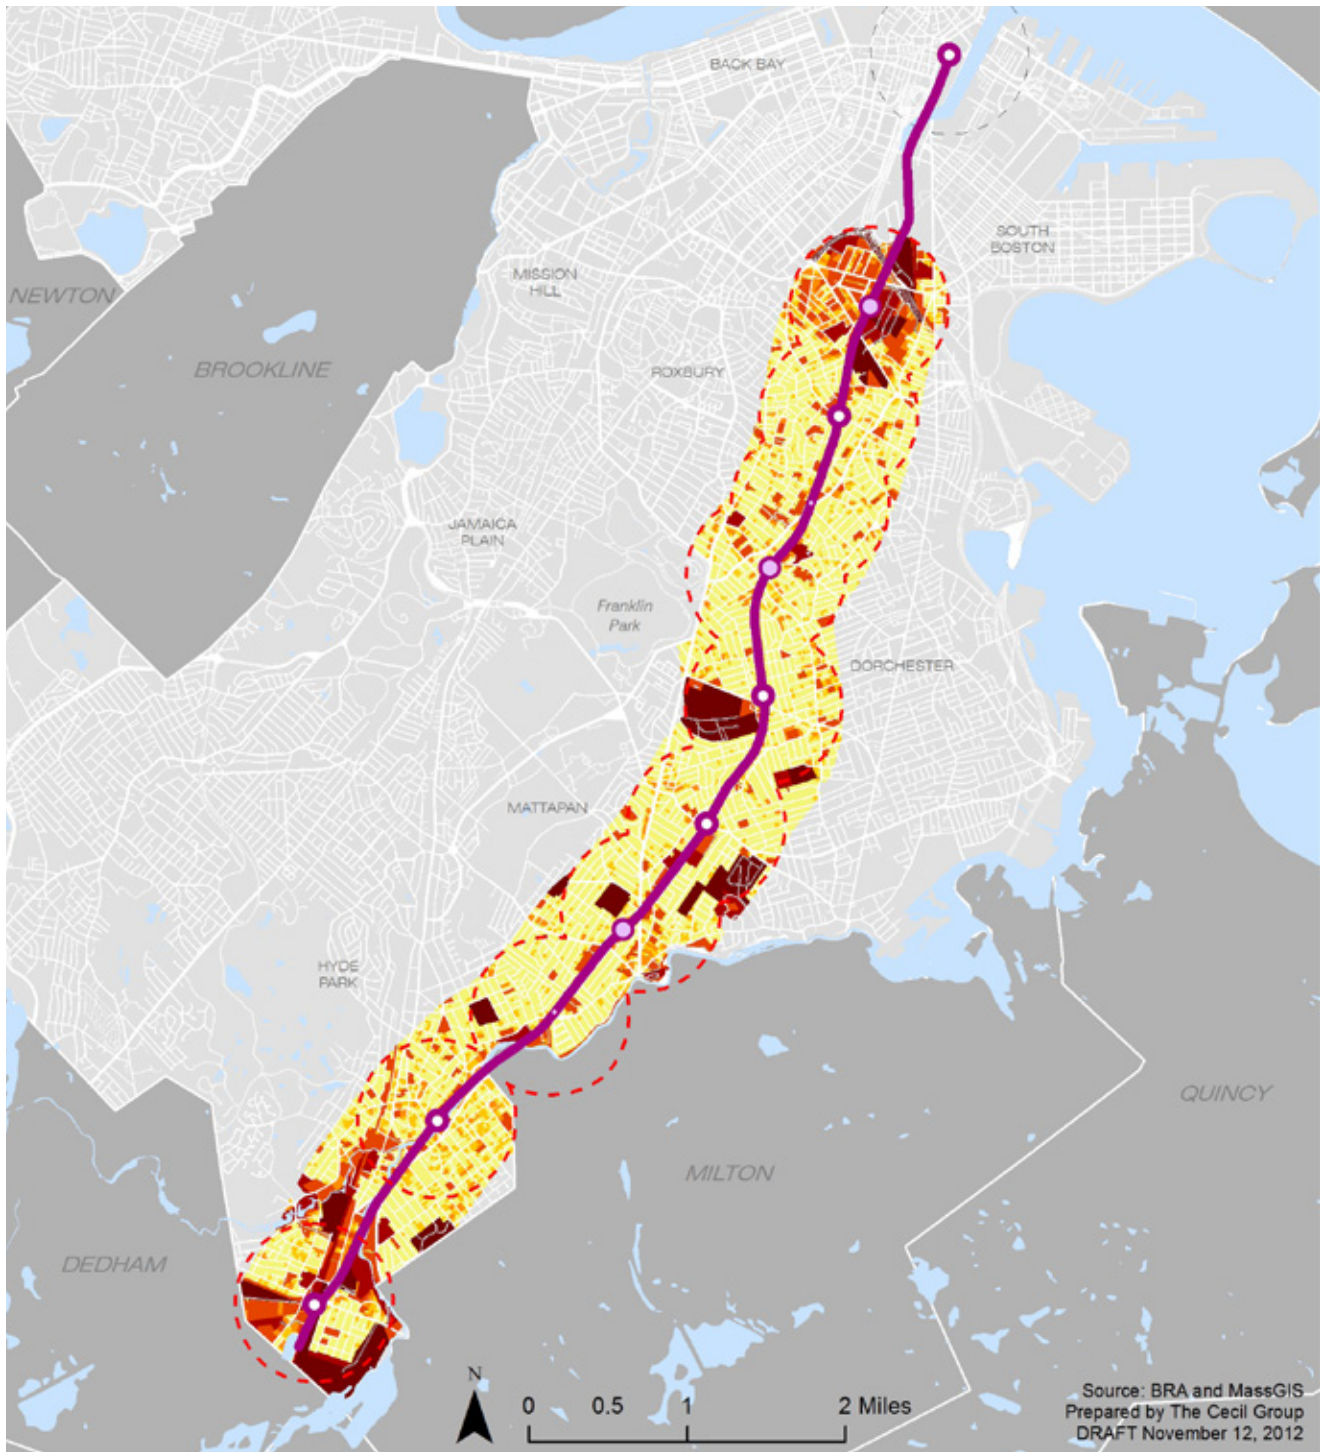 BACK BAY
SOUTH
BOSTON
MISSION
HILL
NEWTON
BROOKLINE
ROXBURY
JAMAICA
PLAIN
Franklin
Park
DORCHESTER
MATTAPAN
HYDE
PARK
QUINCY
MILTON
DEDHAM
N
0 0.5 1 2 Miles
Source: BRA and MassGIS
Prepared by The Cecil Group
DRAFT November 12, 2012